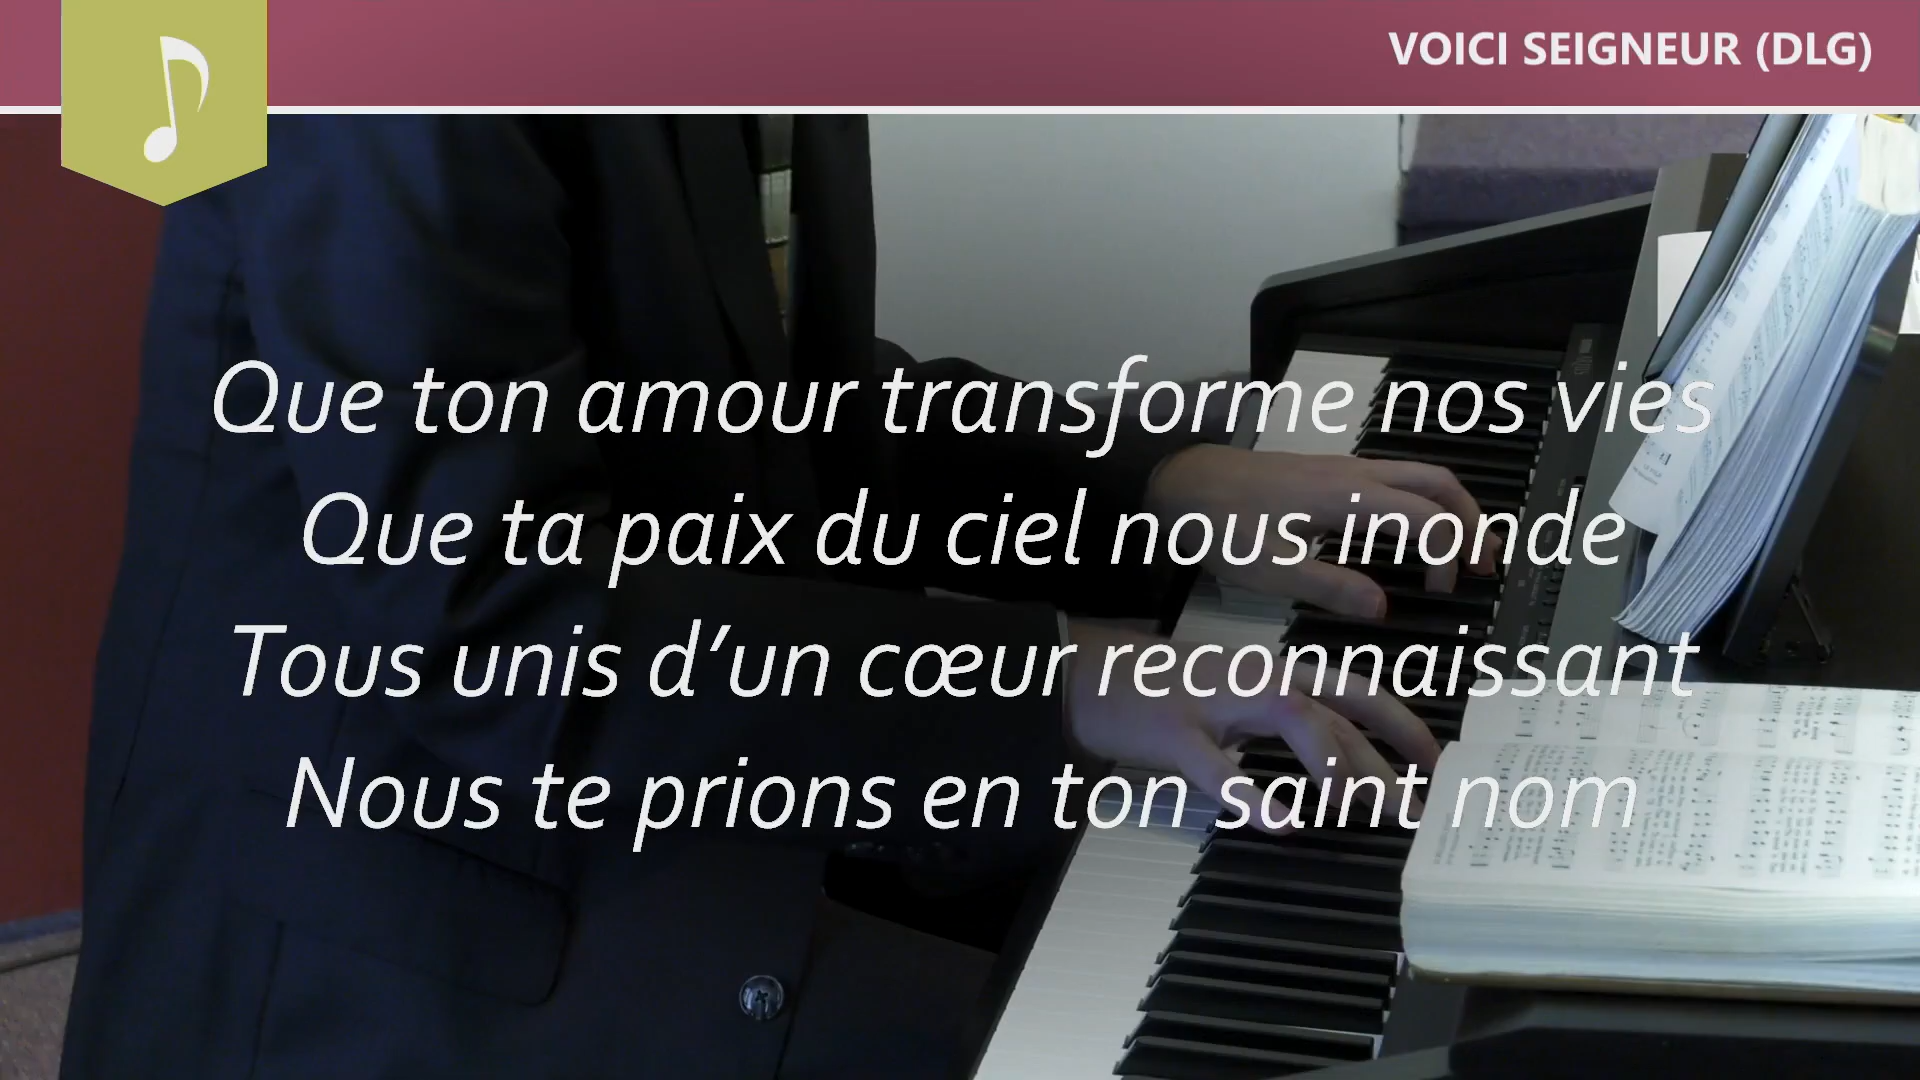 VOICI SEIGNEUR (DLG)
Que ton amour transforme nos vies
Que ta paix du ciel nous inonde
Tous unis d’un cœur reconnaissant
Nous te prions en ton saint nom